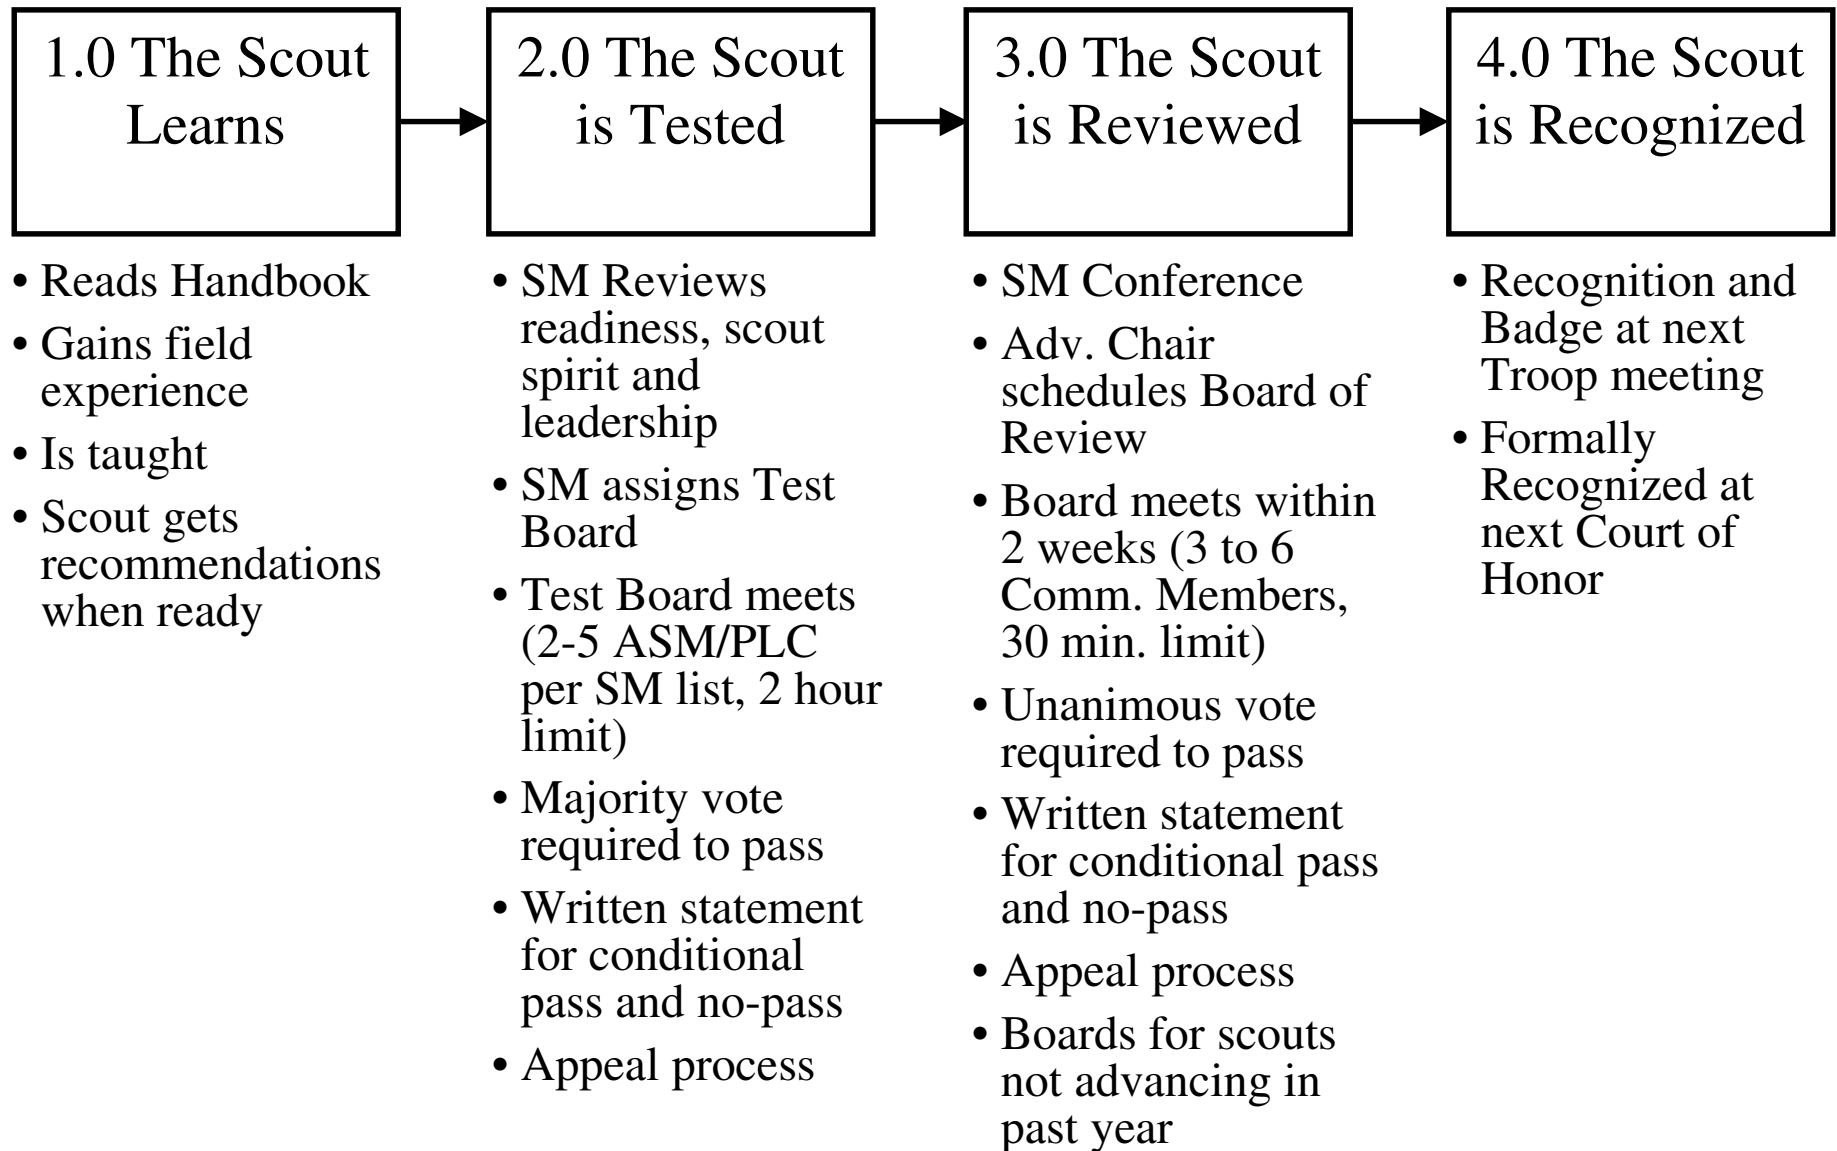 1.0 The Scout
Learns
2.0 The Scout
is Tested
3.0 The Scout
is Reviewed
4.0 The Scout
is Recognized
• Reads Handbook
• Gains field
experience
• Is taught
• Scout gets
recommendations
when ready
• SM Reviews
readiness, scout
spirit and
leadership
• SM assigns Test
Board
• Test Board meets
(2-5 ASM/PLC
per SM list, 2 hour
limit)
• Majority vote
required to pass
• Written statement
for conditional
pass and no-pass
• Appeal process
• SM Conference
• Adv. Chair
schedules Board of
Review
• Board meets within
2 weeks (3 to 6
Comm. Members,
30 min. limit)
• Unanimous vote
required to pass
• Written statement
for conditional pass
and no-pass
• Appeal process
• Boards for scouts
not advancing in
past year
• Recognition and
Badge at next
Troop meeting
• Formally
Recognized at
next Court of
Honor